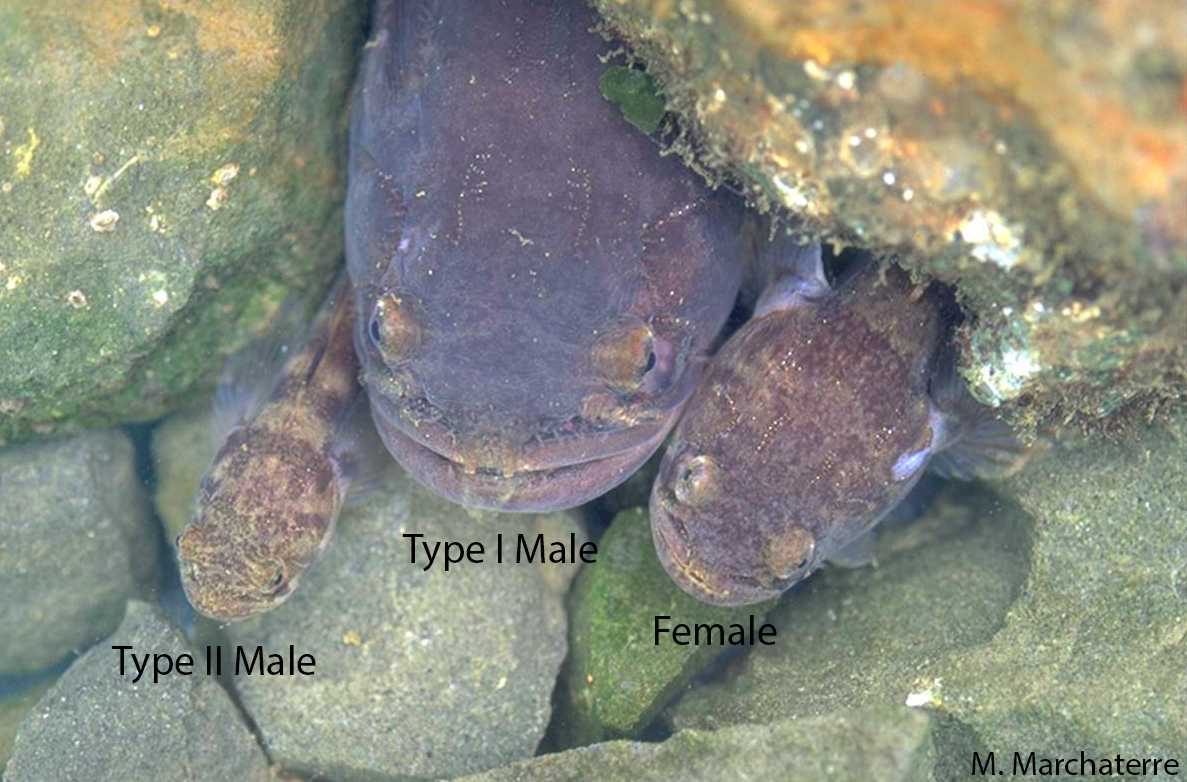 Type I Male
Female
Type II Male
M. Marchaterre